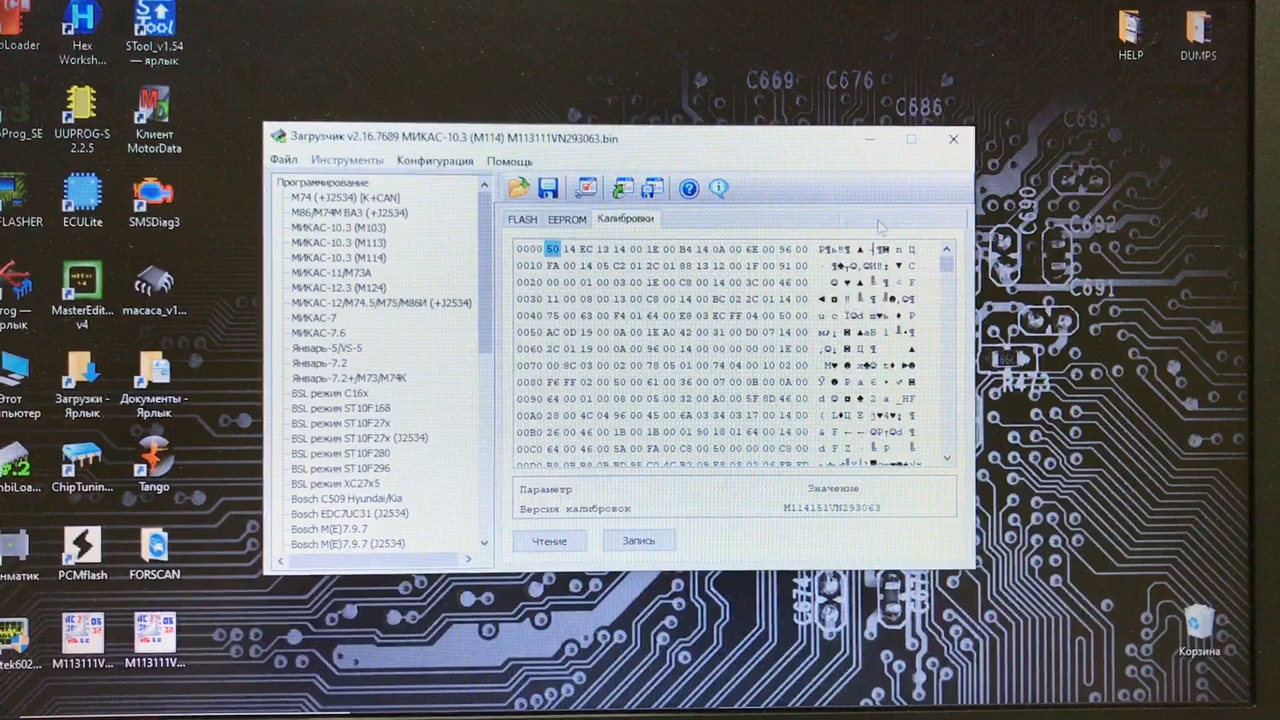 Hex
Worksh...
STool_v1.54
— ярлык
HELP
DUMPS
UUPROG-S
2.2.5
Клиент
MotorData
ECULite
SMSDiag3
MasterEdit...
v4
macaca_v1...
Загрузки -
Ярлык
Документы -
Ярлык
ChipTunin...
Tango
PCMflash
FORSCAN
M113111V...
M113111V...
Корзина
C669
C676
C686
C693
C690
C692
C691
R473
C674
Загрузчик v2.16.7689 МИКАС-10.3 (M114) M113111VN293063.bin
Файл Инструменты Конфигурация Помощь
Программирование
M74 (+J2534) [K+CAN]
M86/M74M ВАЗ (+J2534)
МИКАС-10.3 (M103)
МИКАС-10.3 (M113)
МИКАС-10.3 (M114)
МИКАС-11/M73A
МИКАС-12.3 (M124)
МИКАС-12/M74.5/M75/M86И (+J2534)
МИКАС-7
МИКАС-7.6
Январь-5/VS-5
Январь-7.2
Январь-7.2+/M73/M74K
BSL режим C16x
BSL режим ST10F168
BSL режим ST10F27x
BSL режим ST10F27x (J2534)
BSL режим ST10F280
BSL режим ST10F296
BSL режим XC27x5
Bosch C509 Hyundai/Kia
Bosch EDC7UC31 (J2534)
Bosch M(E)7.9.7
Bosch M(E)7.9.7 (J2534)
FLASH EEPROM Калибровки
0000 50 14 EC 13 14 00 1E 00 B4 14 0A 00 6E 00 96 00
0010 FA 00 14 05 C2 01 2C 01 88 13 12 00 1F 00 91 00
0020 00 00 01 00 03 00 1E 00 C8 00 14 00 3C 00 46 00
0030 11 00 08 00 13 00 C8 00 14 00 BC 02 2C 01 14 00
0040 75 00 63 00 F4 01 64 00 E8 03 EC FF 04 00 50 00
0050 AC 0D 19 00 0A 00 1E A0 42 00 31 00 D0 07 14 00
0060 2C 01 19 00 0A 00 96 00 14 00 00 00 00 00 1E 00
0070 00 8C 03 00 02 00 78 05 01 00 74 04 00 10 02 00
0080 F6 FF 02 00 50 00 61 00 36 00 07 00 0B 00 0A 00
0090 64 00 01 00 08 00 05 00 32 00 A0 00 5F 8D 46 00
00A0 28 00 4C 04 96 00 45 00 6A 03 34 03 17 00 14 00
00B0 26 00 46 00 1B 00 1B 00 01 90 18 01 64 00 14 00
00C0 64 00 46 00 5A 00 FA 00 C8 00 50 00 00 00 C8 00
Параметр Значение
Версия калибровок M114151VN293063
Чтение Запись